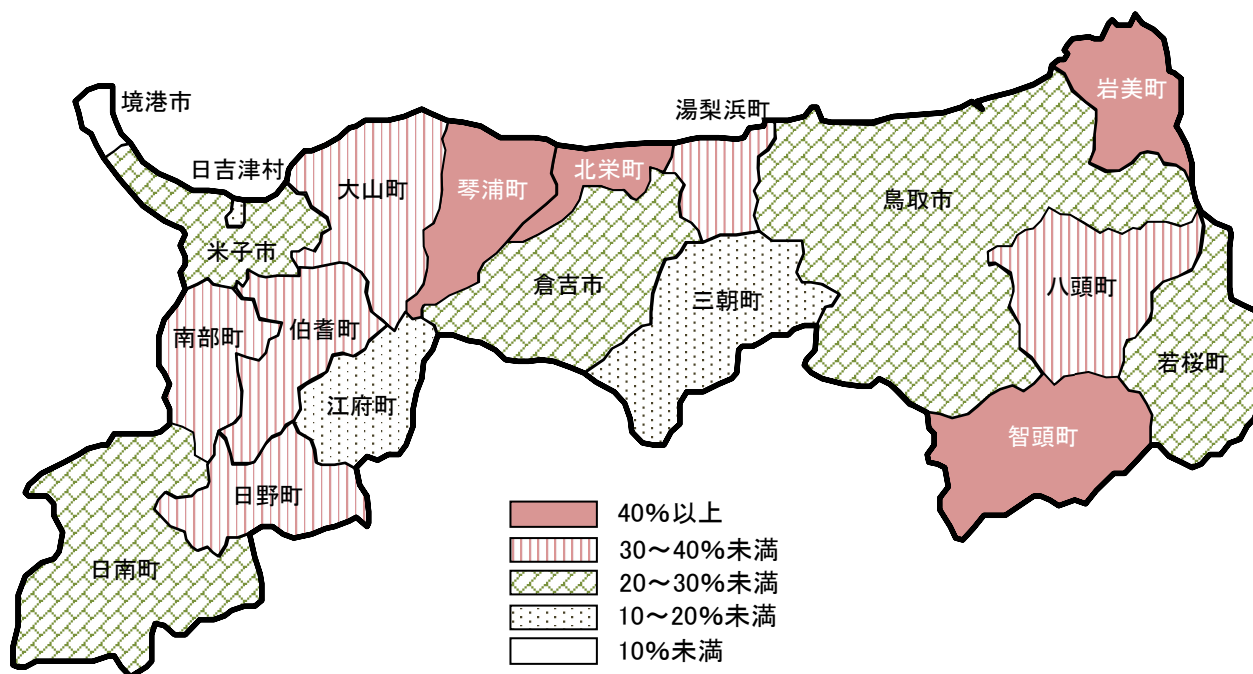 境港市
日吉津村
米子市
大山町
琴浦町
北栄町
湯梨浜町
岩美町
鳥取市
倉吉市
三朝町
八頭町
若桜町
南部町
伯耆町
江府町
智頭町
日野町
日南町
40%以上
30～40%未満
20～30%未満
10～20%未満
10%未満